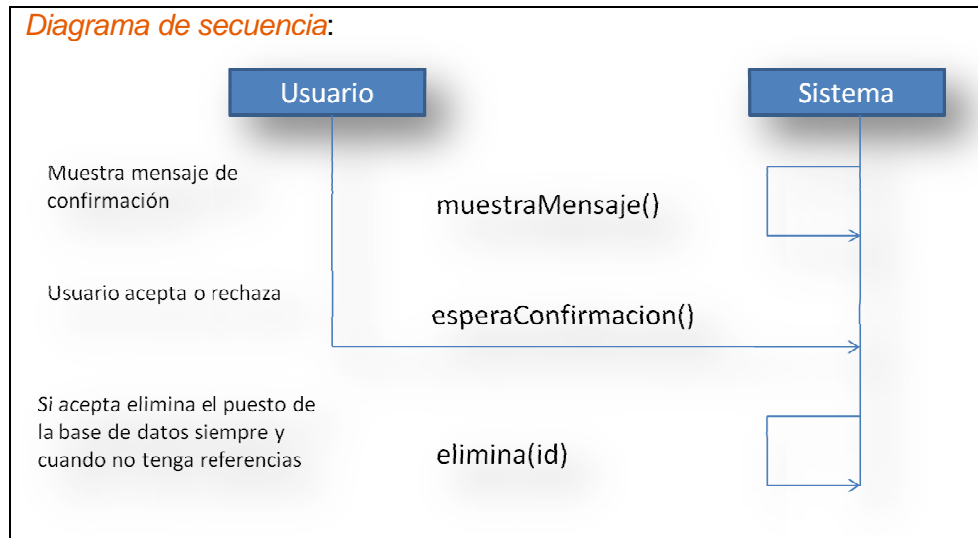 Diagrama de secuencia:
Usuario
Sistema
Muestra mensaje de
confirmación
muestraMensaje()
Usuario acepta o rechaza
esperaConfirmacion()
Si acepta elimina el puesto de
la base de datos siempre y
cuando no tenga referencias
elimina(id)